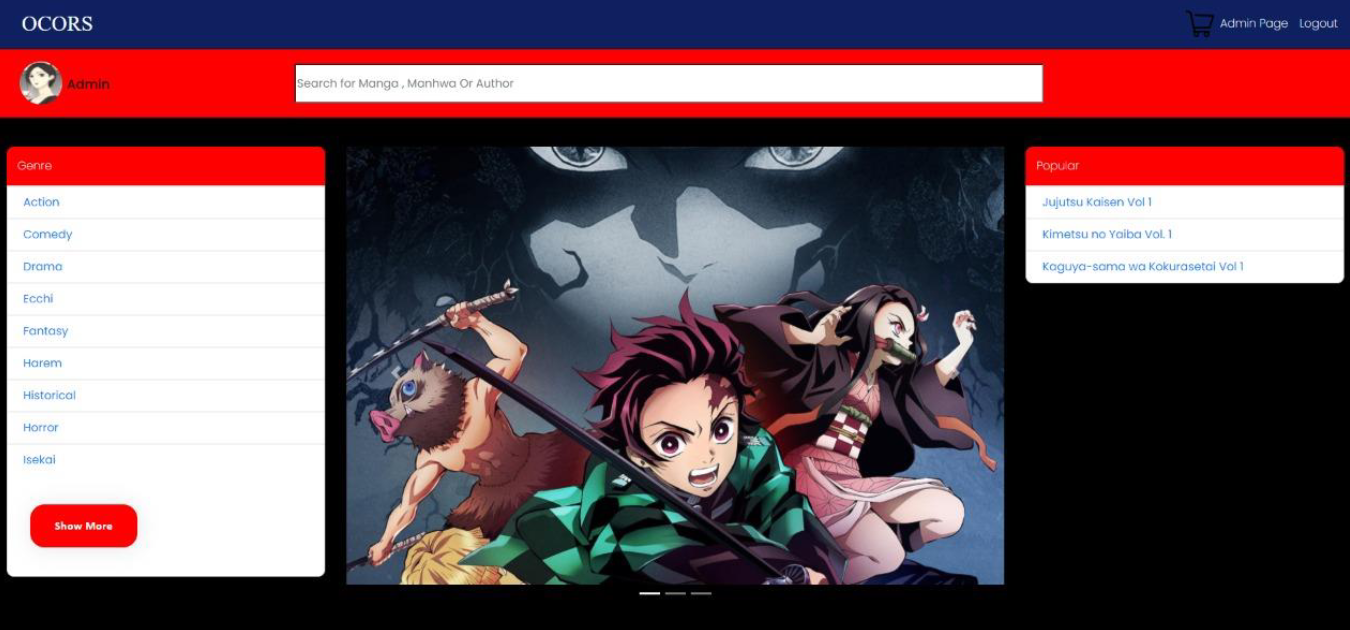 OCORS
Admin Page Logout
Admin
Search for Manga , Manhwa Or Author
Genre
Action
Comedy
Drama
Ecchi
Fantasy
Harem
Historical
Horror
Isekai
Show More
Popular
Jujutsu Kaisen Vol 1
Kimetsu no Yaiba Vol. 1
Kaguya-sama wa Kokurasetai Vol 1